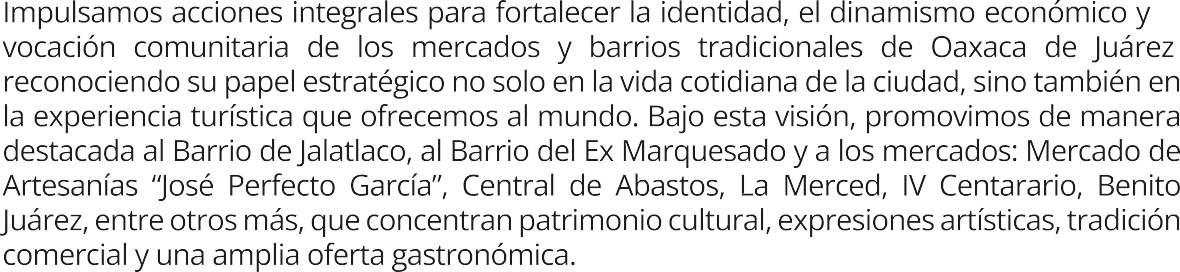 Impulsamos acciones integrales para fortalecer la identidad, el dinamismo económico y
vocación comunitaria de los mercados y barrios tradicionales de Oaxaca de Juárez
reconociendo su papel estratégico no solo en la vida cotidiana de la ciudad, sino también en
la experiencia turística que ofrecemos al mundo. Bajo esta visión, promovimos de manera
destacada al Barrio de Jalatlaco, al Barrio del Ex Marquesado y a los mercados: Mercado de
Artesanías “José Perfecto García”, Central de Abastos, La Merced, IV Centarario, Benito
Juárez, entre otros más, que concentran patrimonio cultural, expresiones artísticas, tradición
comercial y una amplia oferta gastronómica.